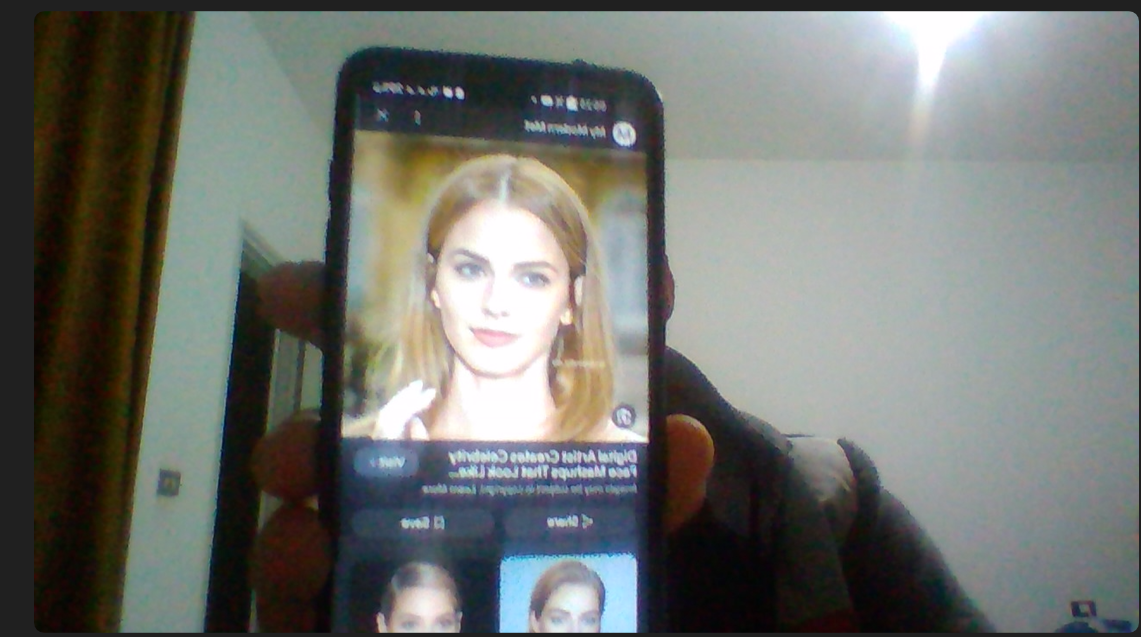 My Modern Met
Digital Artist Creates Celebrity
Face Mashups That Look Like...
Visit
Images may be subject to copyright. Learn More
Share
Save